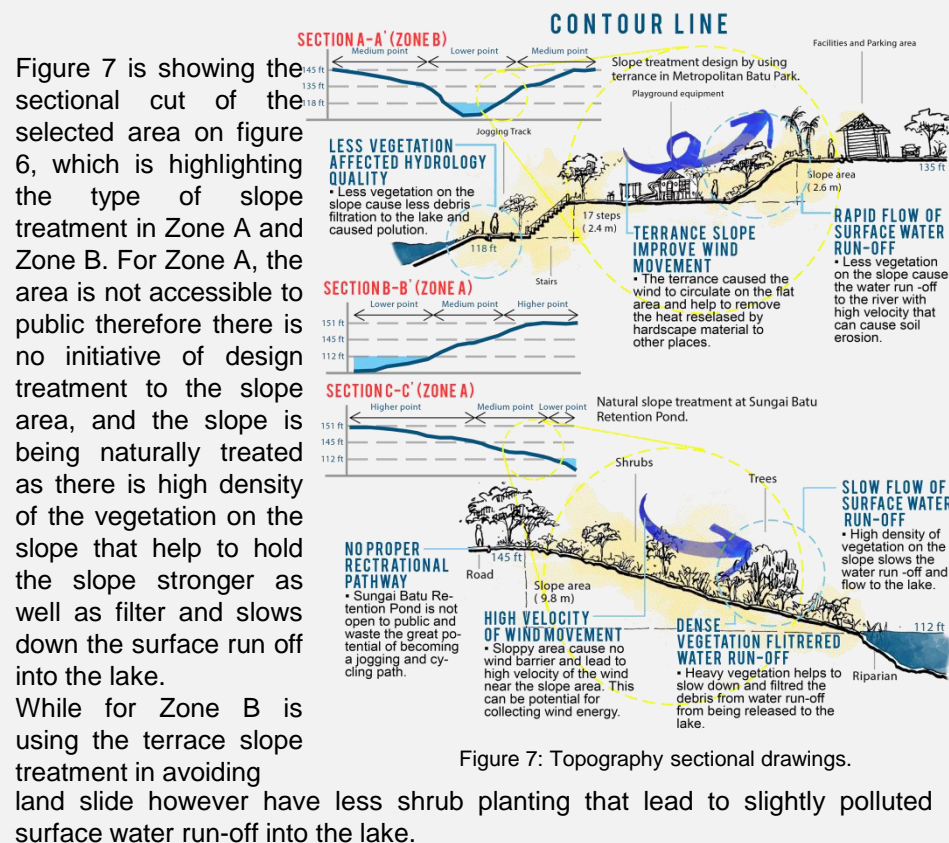 Figure 7 is showing the
sectional cut of the
selected area on figure
6, which is highlighting
the type of slope
treatment in Zone A and
Zone B. For Zone A, the
area is not accessible to
public therefore there is
no initiative of design
treatment to the slope
area, and the slope is
being naturally treated
as there is high density
of the vegetation on the
slope that help to hold
the slope stronger as
well as filter and slows
down the surface run off
into the lake.
While for Zone B is
using the terrace slope
treatment in avoiding
land slide however have less shrub planting that lead to slightly polluted
surface water run-off into the lake.
CONTOUR LINE
SECTION A-A' (ZONE B)
Medium point
Lower point
Medium point
145 ft
135 ft
118 ft
Jogging Track
Slope treatment design by using
terrance in Metropolitan Batu Park.
Playground equipment
Facilities and Parking area
LESS VEGETATION
AFFECTED HYDROLOGY
QUALITY
• Less vegetation on the
slope cause less debris
filtration to the lake and
caused polution.
118 ft
Stairs
17 steps
( 2.4 m)
Slope area
( 2.6 m)
135 ft
TERRANCE SLOPE
IMPROVE WIND
MOVEMENT
• The terrance caused the
wind to circulate on the flat
area and help to remove
the heat reselased by
hardscape material to
other places.
RAPID FLOW OF
SURFACE WATER
RUN-OFF
• Less vegetation
on the slope cause
the water run -off
to the river with
high velocity that
can cause soil
erosion.
SECTION B-B' (ZONE A)
Lower point
Medium point
Higher point
151 ft
145 ft
112 ft
SECTION C-C' (ZONE A)
Higher point
Medium point
Lower point
151 ft
145 ft
112 ft
Natural slope treatment at Sungai Batu
Retention Pond.
Shrubs
Trees
SLOW FLOW OF
SURFACE WATER
RUN-OFF
• High density of
vegetation on the
slope slows the
water run -off and
flow to the lake.
NO PROPER
RECTRATIONAL
PATHWAY
• Sungai Batu Re-
tention Pond is not
open to public and
waste the great po-
tential of becoming
a jogging and cy-
cling path.
145 ft
Road
Slope area
( 9.8 m)
HIGH VELOCITY
OF WIND MOVEMENT
• Sloppy area cause no
wind barrier and lead to
high velocity of the wind
near the slope area. This
can be potential for
collecting wind energy.
DENSE
VEGETATION FLITRERED
WATER RUN-OFF
• Heavy vegetation helps to
slow down and filtred the
debris from water run-off
from being released to the
lake.
112 ft
Riparian
Figure 7: Topography sectional drawings.